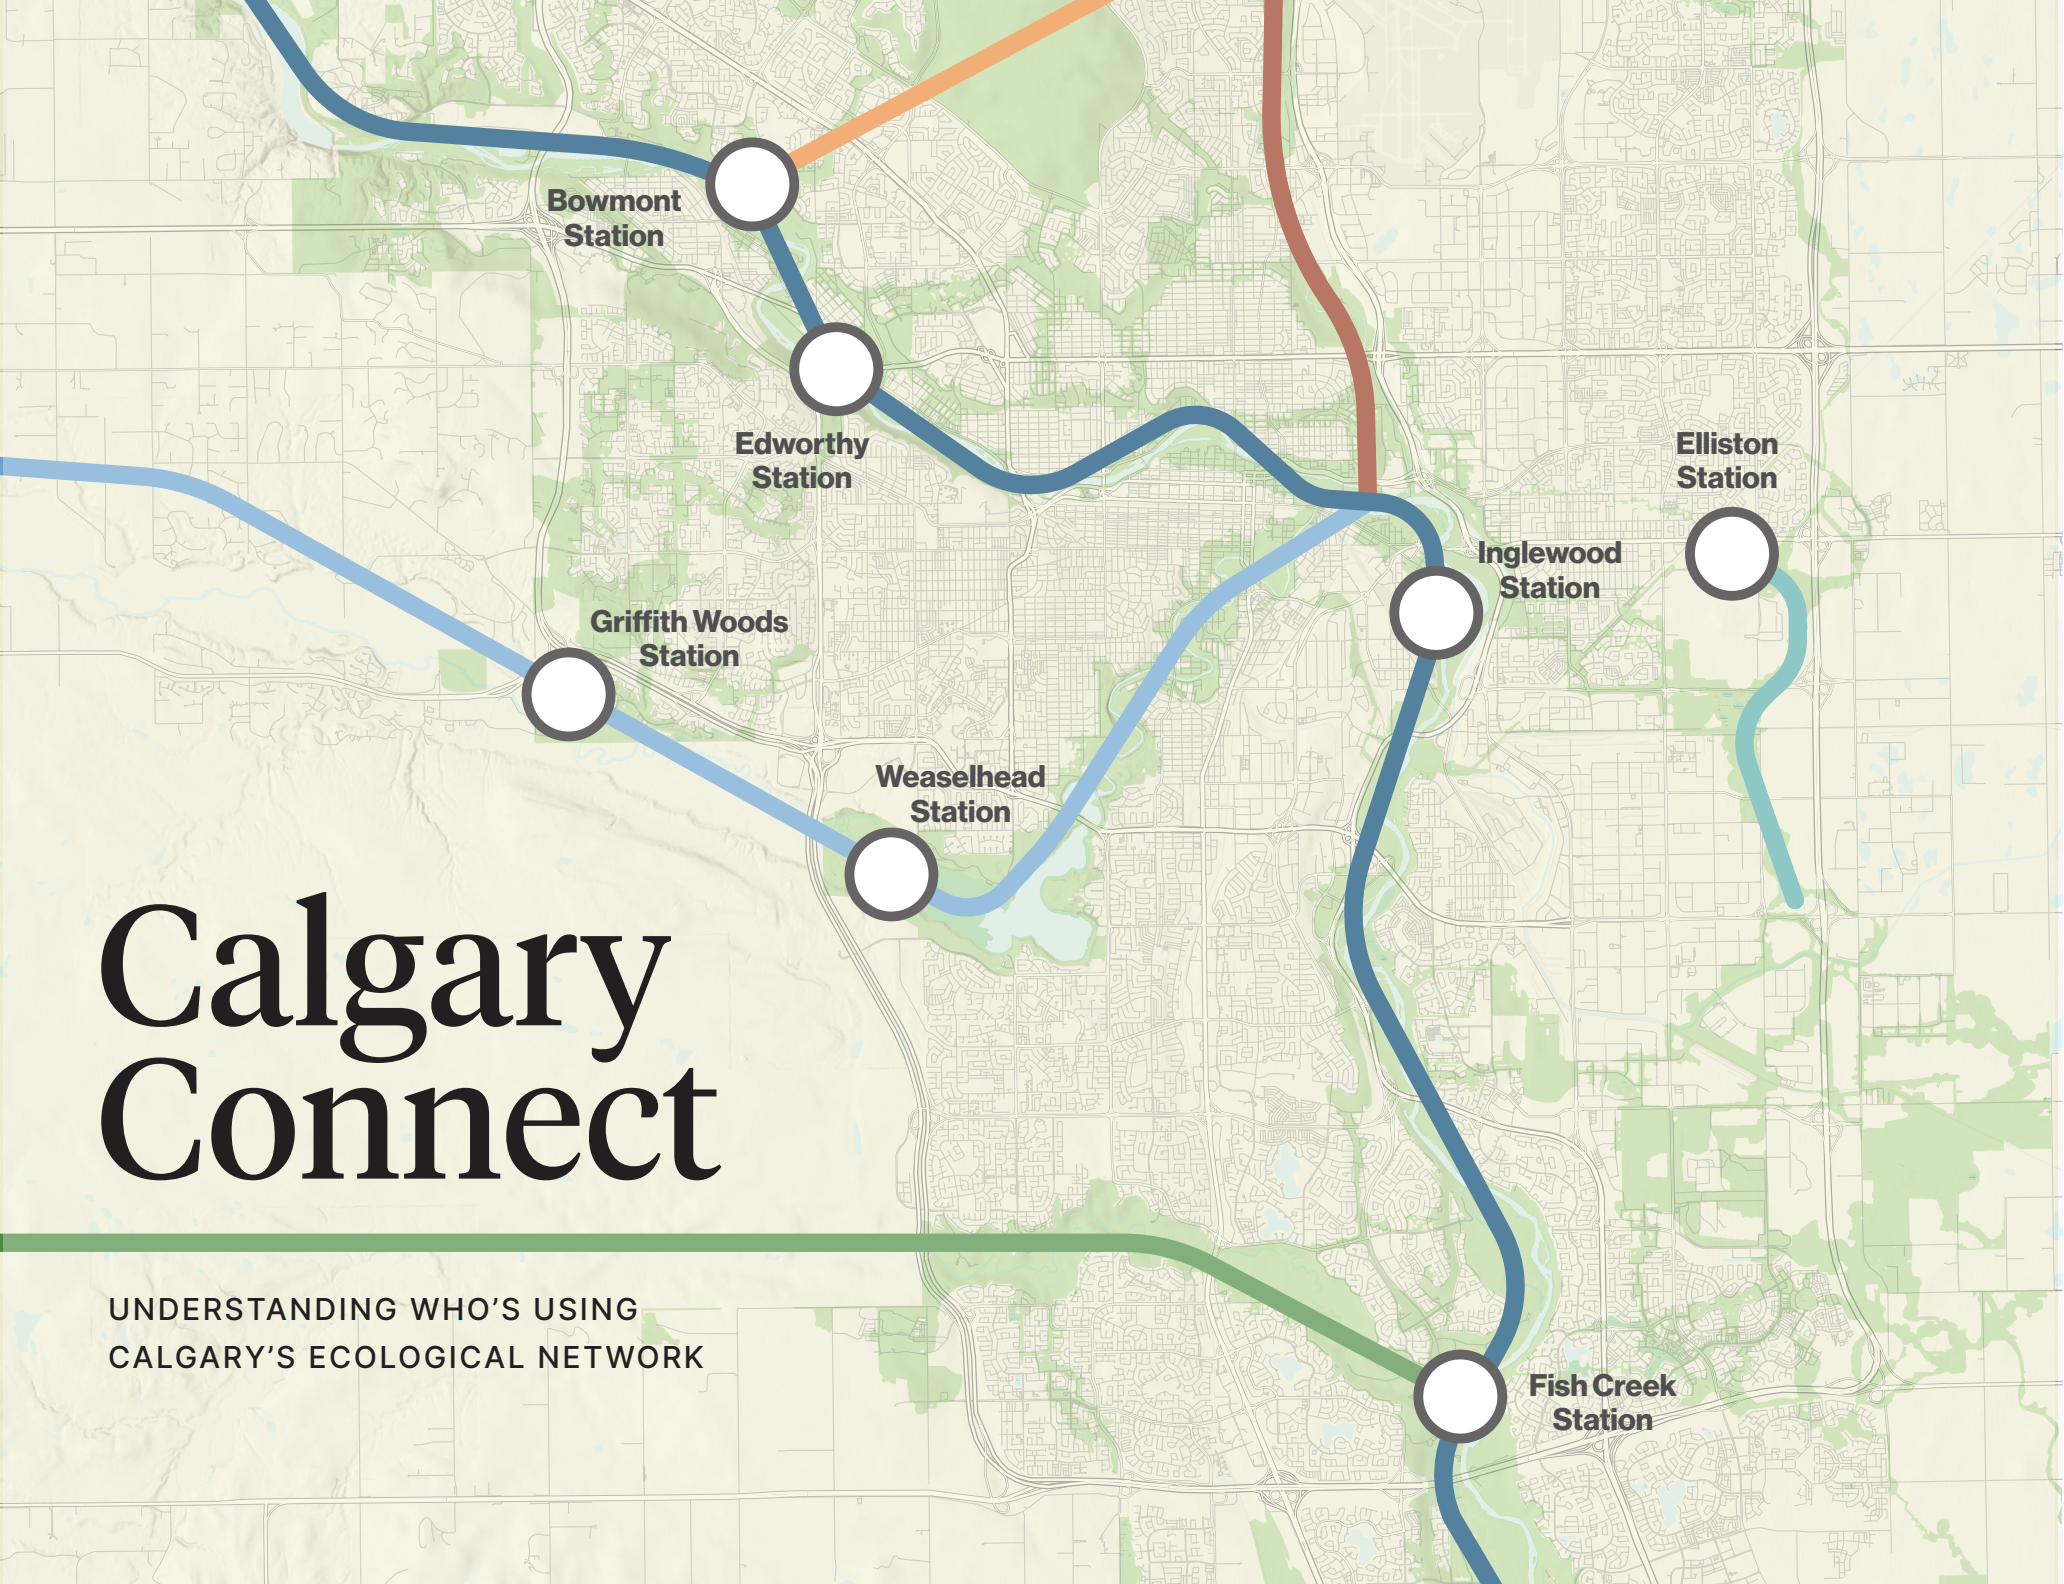 Bowmont
Station
Edworthy
Station
Elliston
Station
Inglewood
Station
Griffith Woods
Station
Weaselhead
Station
Calgary
Connect
UNDERSTANDING WHO’S USING
CALGARY’S ECOLOGICAL NETWORK
Fish Creek
Station